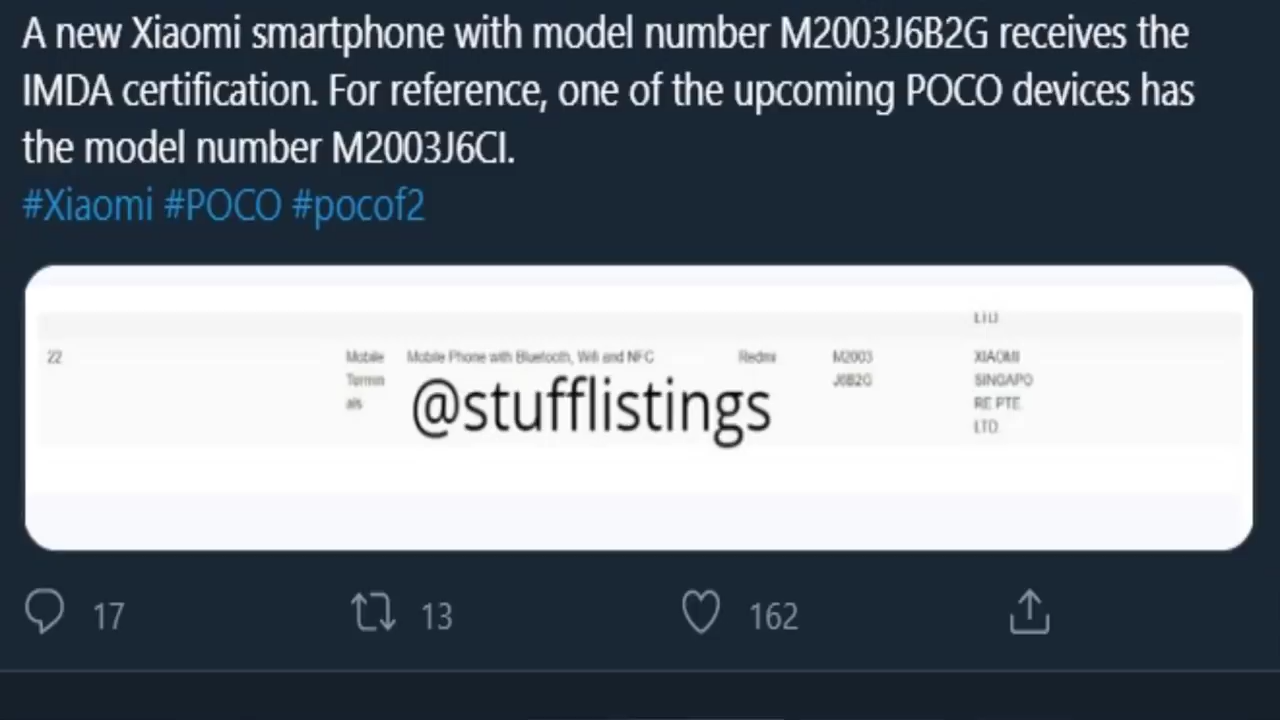 A new Xiaomi smartphone with model number M2003J6B2G receives the
IMDA certification. For reference, one of the upcoming POCO devices has
the model number M2003J6CI.
#Xiaomi #POCO #pocof2
LTD
22 Mobile Mobile Phone with Bluetooth, Wifi and NFC Redmi M2003 XIAOMI
Termin J6B2G SINGAPO
als RE PTE.
LTD.
@stufflistings
17 13 162